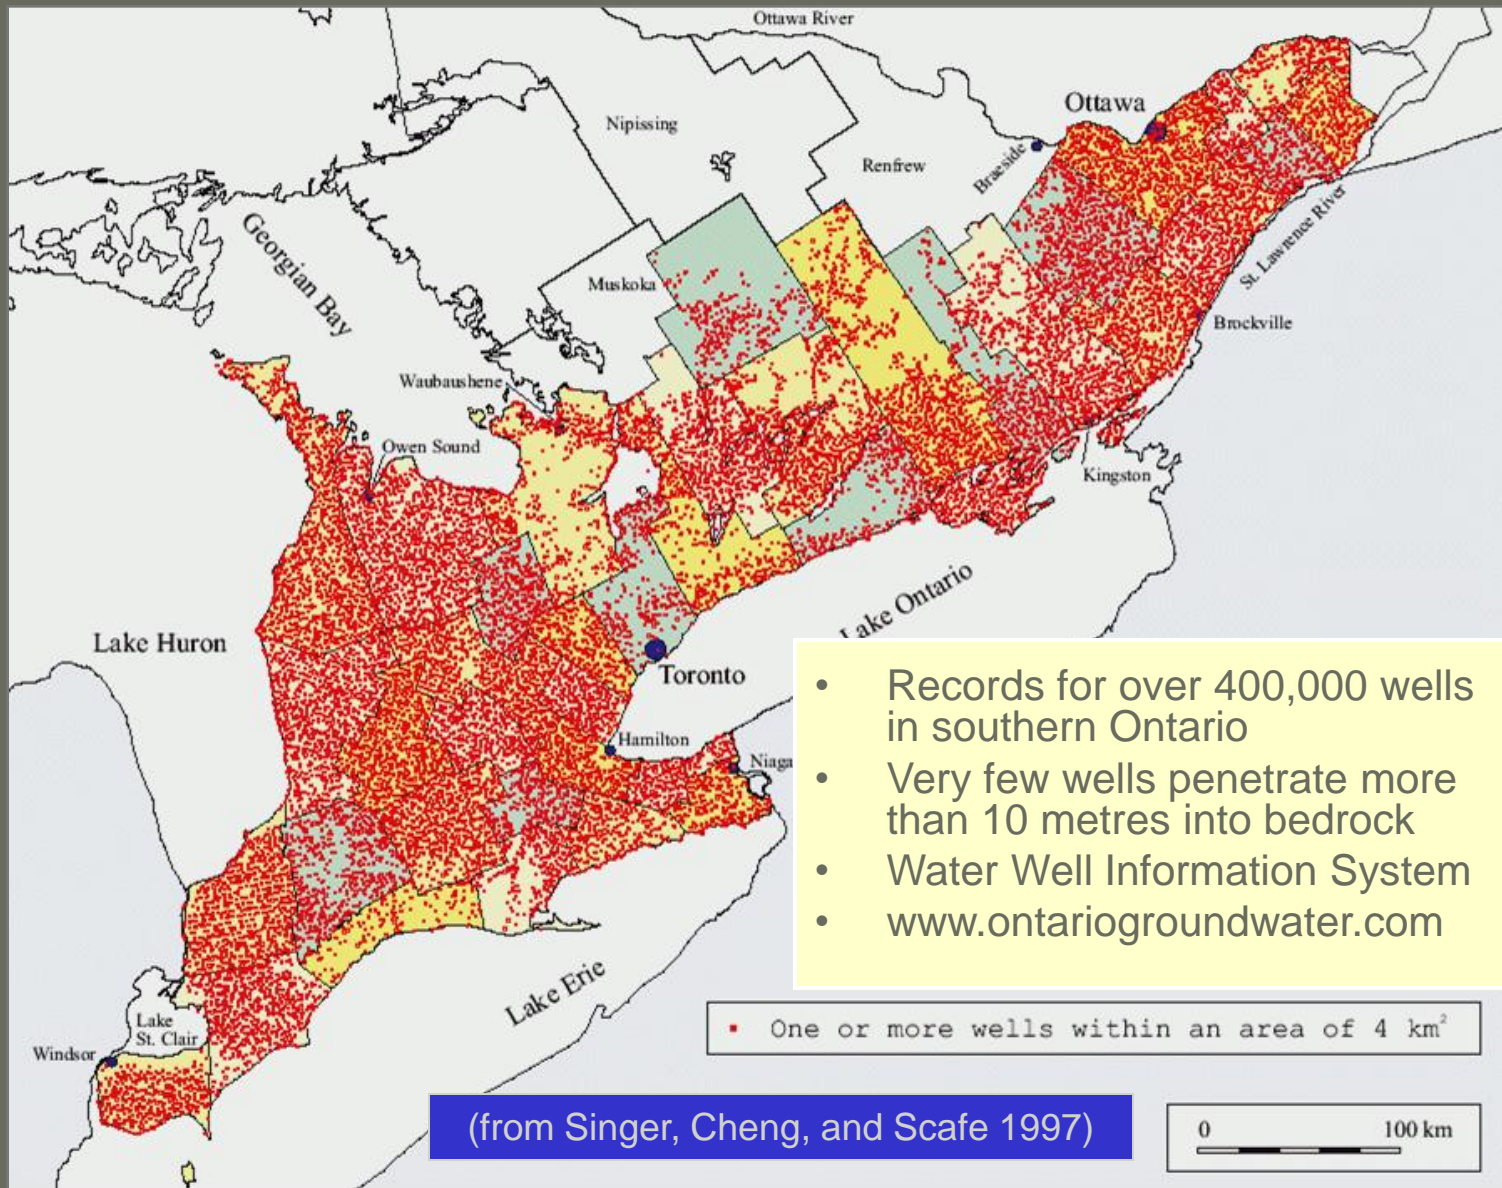 Ottawa River
Ottawa
Nipissing
Renfrew
Braeside
Georgian Bay
St. Lawrence River
Muskoka
Brockville
Waubaushene
Owen Sound
Kingston
Lake Ontario
Lake Huron
Toronto
Hamilton
Niaga
• Records for over 400,000 wells
in southern Ontario
• Very few wells penetrate more
than 10 metres into bedrock
• Water Well Information System
• www.ontariogroundwater.com
Lake Erie
Lake
St. Clair
Windsor
One or more wells within an area of 4 km²
(from Singer, Cheng, and Scafe 1997)
0 100 km